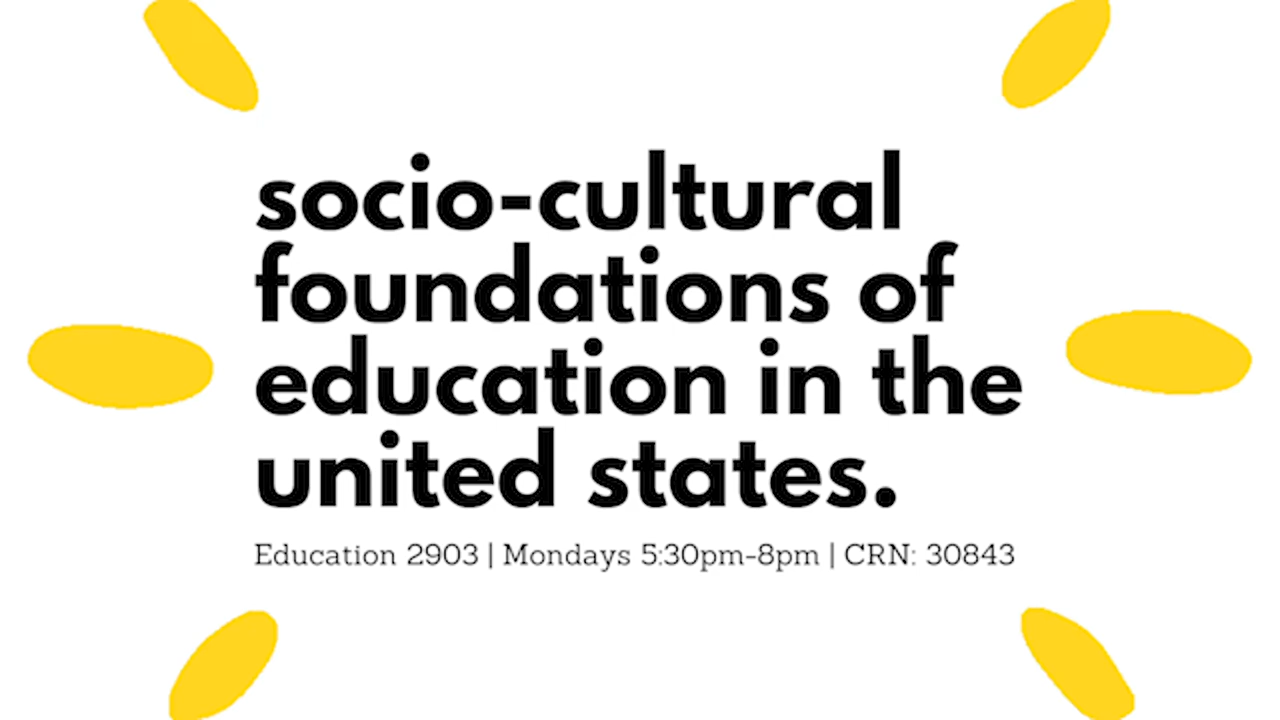 socio-cultural
foundations of
education in the
united states.
Education 2903 | Mondays 5:30pm-8pm | CRN: 30843